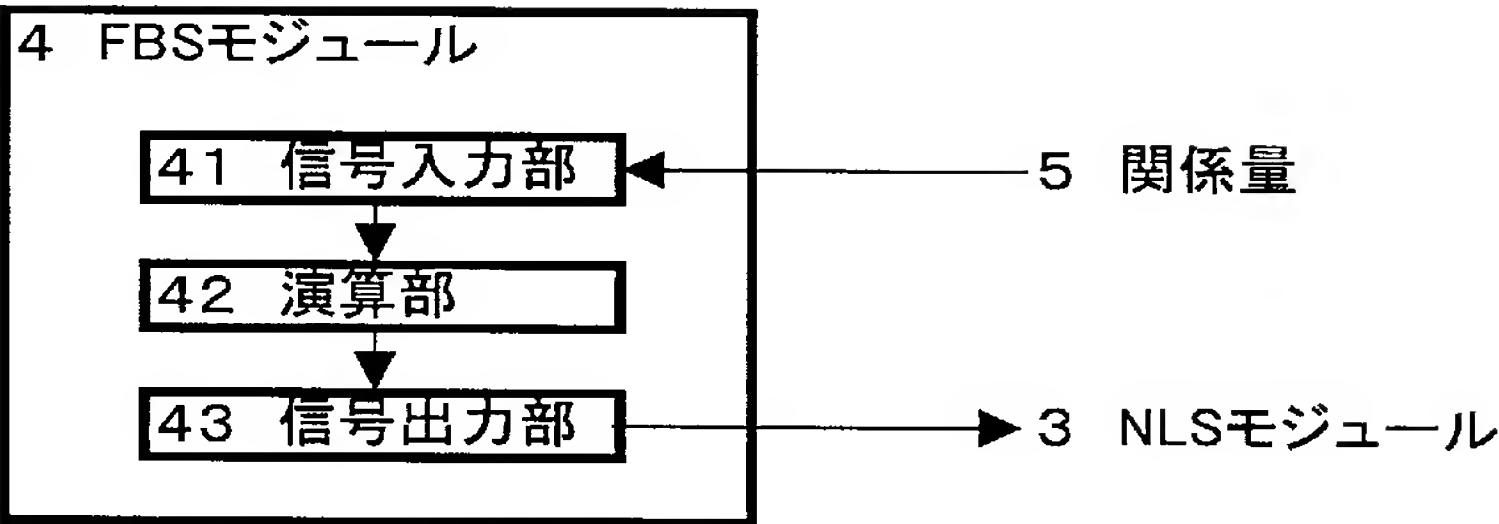 4 FBSモジュール
41 信号入力部
5 関係量
42 演算部
43 信号出力部
3 NLSモジュール